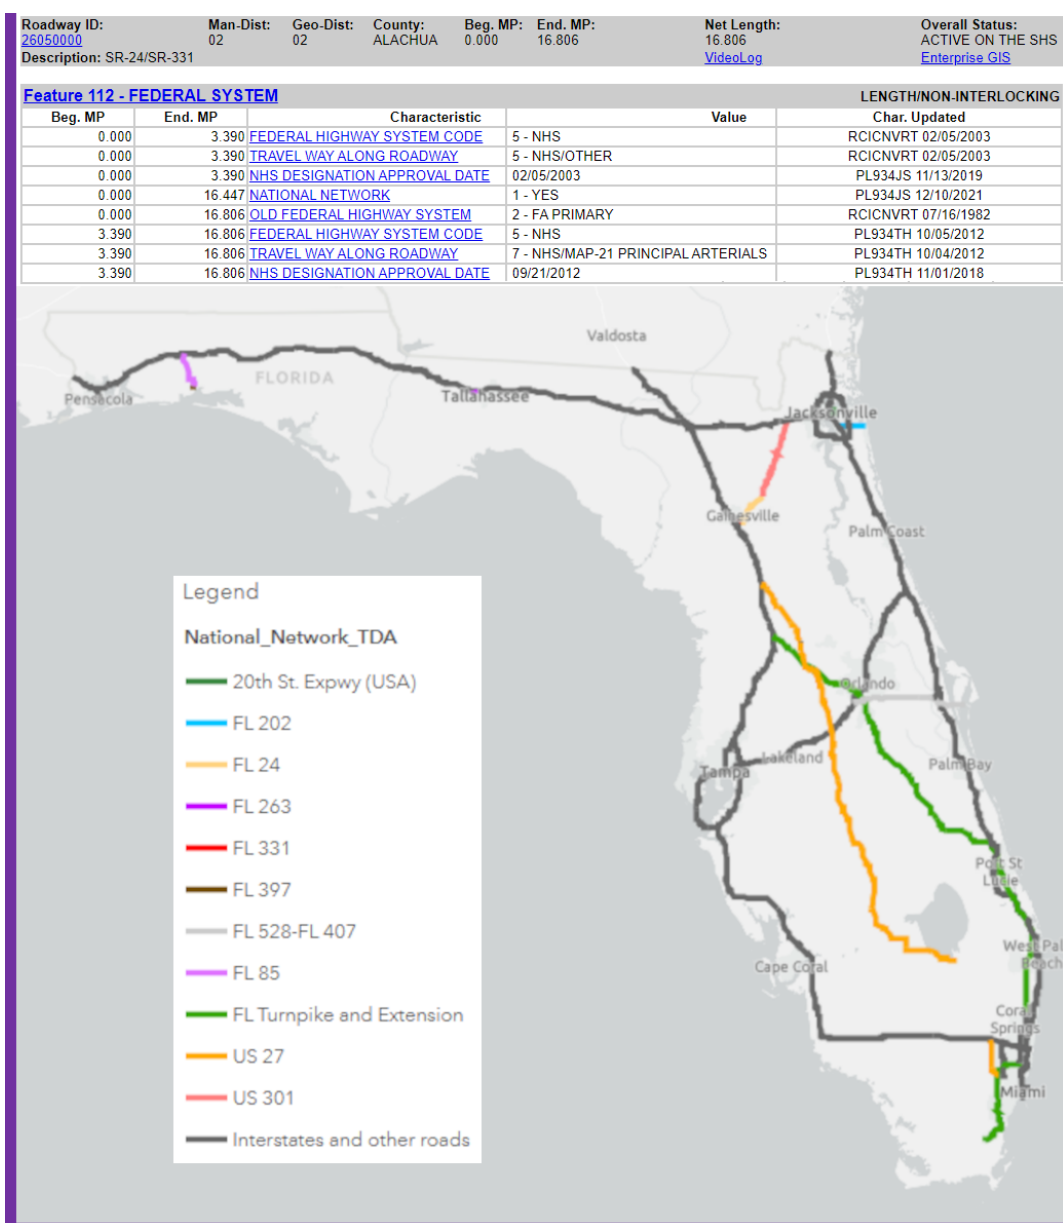 Roadway ID: Man-Dist: Geo-Dist: County: Beg. MP: End. MP: Net Length: Overall Status:
26050000 02 02 ALACHUA 0.000 16.806 16.806 ACTIVE ON THE SHS
Description: SR-24/SR-331 VideoLog Enterprise GIS
Feature 112 - FEDERAL SYSTEM LENGTH/NON-INTERLOCKING
Beg. MP End. MP Characteristic Value Char. Updated
0.000 3.390 FEDERAL HIGHWAY SYSTEM CODE 5 - NHS RCICNVRT 02/05/2003
0.000 3.390 TRAVEL WAY ALONG ROADWAY 5 - NHS/OTHER RCICNVRT 02/05/2003
0.000 3.390 NHS DESIGNATION APPROVAL DATE 02/05/2003 PL934JS 11/13/2019
0.000 16.447 NATIONAL NETWORK 1 - YES PL934JS 12/10/2021
0.000 16.806 OLD FEDERAL HIGHWAY SYSTEM 2 - FA PRIMARY RCICNVRT 07/16/1982
3.390 16.806 FEDERAL HIGHWAY SYSTEM CODE 5 - NHS PL934TH 10/05/2012
3.390 16.806 TRAVEL WAY ALONG ROADWAY 7 - NHS/MAP-21 PRINCIPAL ARTERIALS PL934TH 10/04/2012
3.390 16.806 NHS DESIGNATION APPROVAL DATE 09/21/2012 PL934TH 11/01/2018
Valdosta
FLORIDA
Pensacola
Tallahassee
Jacksonville
Gainesville
Palm Coast
Orlando
Lakeland
Palm Bay
Tampa
Port St
Lucie
West Pal
Beach
Cape Coral
Coral
Springs
Miami
Legend
National_Network_TDA
20th St. Expwy (USA)
FL 202
FL 24
FL 263
FL 331
FL 397
FL 528-FL 407
FL 85
FL Turnpike and Extension
US 27
US 301
Interstates and other roads